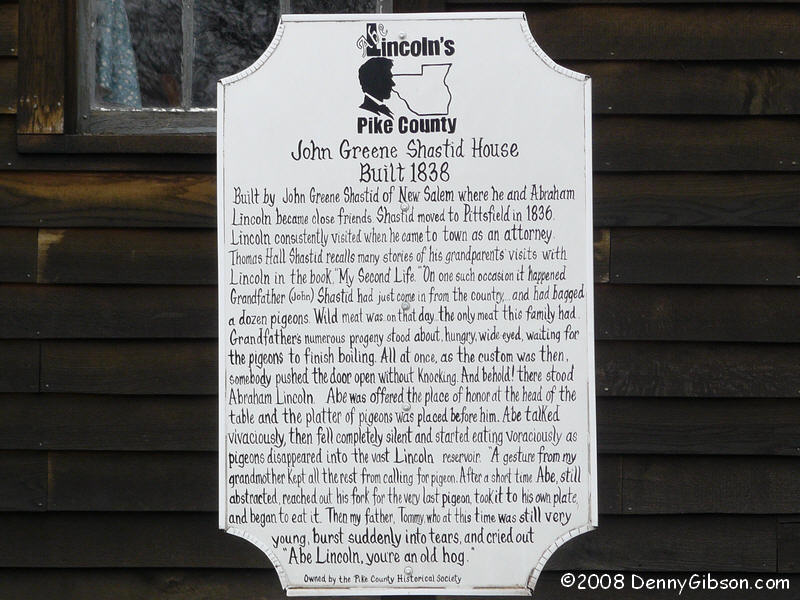 The Lincoln's
Pike County
John Greene Shastid House
Built 1838
Built by John Greene Shastid of New Salem where he and Abraham
Lincoln became close friends. Shastid moved to Pittsfield in 1836.
Lincoln consistently visited when he came to town as an attorney.
Thomas Hall Shastid recalls many stories of his grandparents' visits with
Lincoln in the book, "My Second Life." "On one such occasion it happened
Grandfather (John) Shastid had just come in from the country... and had bagged
a dozen pigeons. Wild meat was on that day the only meat this family had.
Grandfather's numerous progeny stood about, hungry, wide-eyed, waiting for
the pigeons to finish boiling. All at once, as the custom was then,
somebody pushed the door open without knocking. And behold! there stood
Abraham Lincoln. Abe was offered the place of honor at the head of the
table and the platter of pigeons was placed before him. Abe talked
vivaciously, then fell completely silent and started eating voraciously as
pigeons disappeared into the vast Lincoln reservoir. "A gesture from my
grandmother kept all the rest from calling for pigeon. After a short time Abe, still
abstracted, reached out his fork for the very last pigeon, took it to his own plate,
and began to eat it. Then my father, Tommy, who at this time was still very
young, burst suddenly into tears, and cried out
"Abe Lincoln, you're an old hog."
Owned by the Pike County Historical Society
©2008 DennyGibson.com